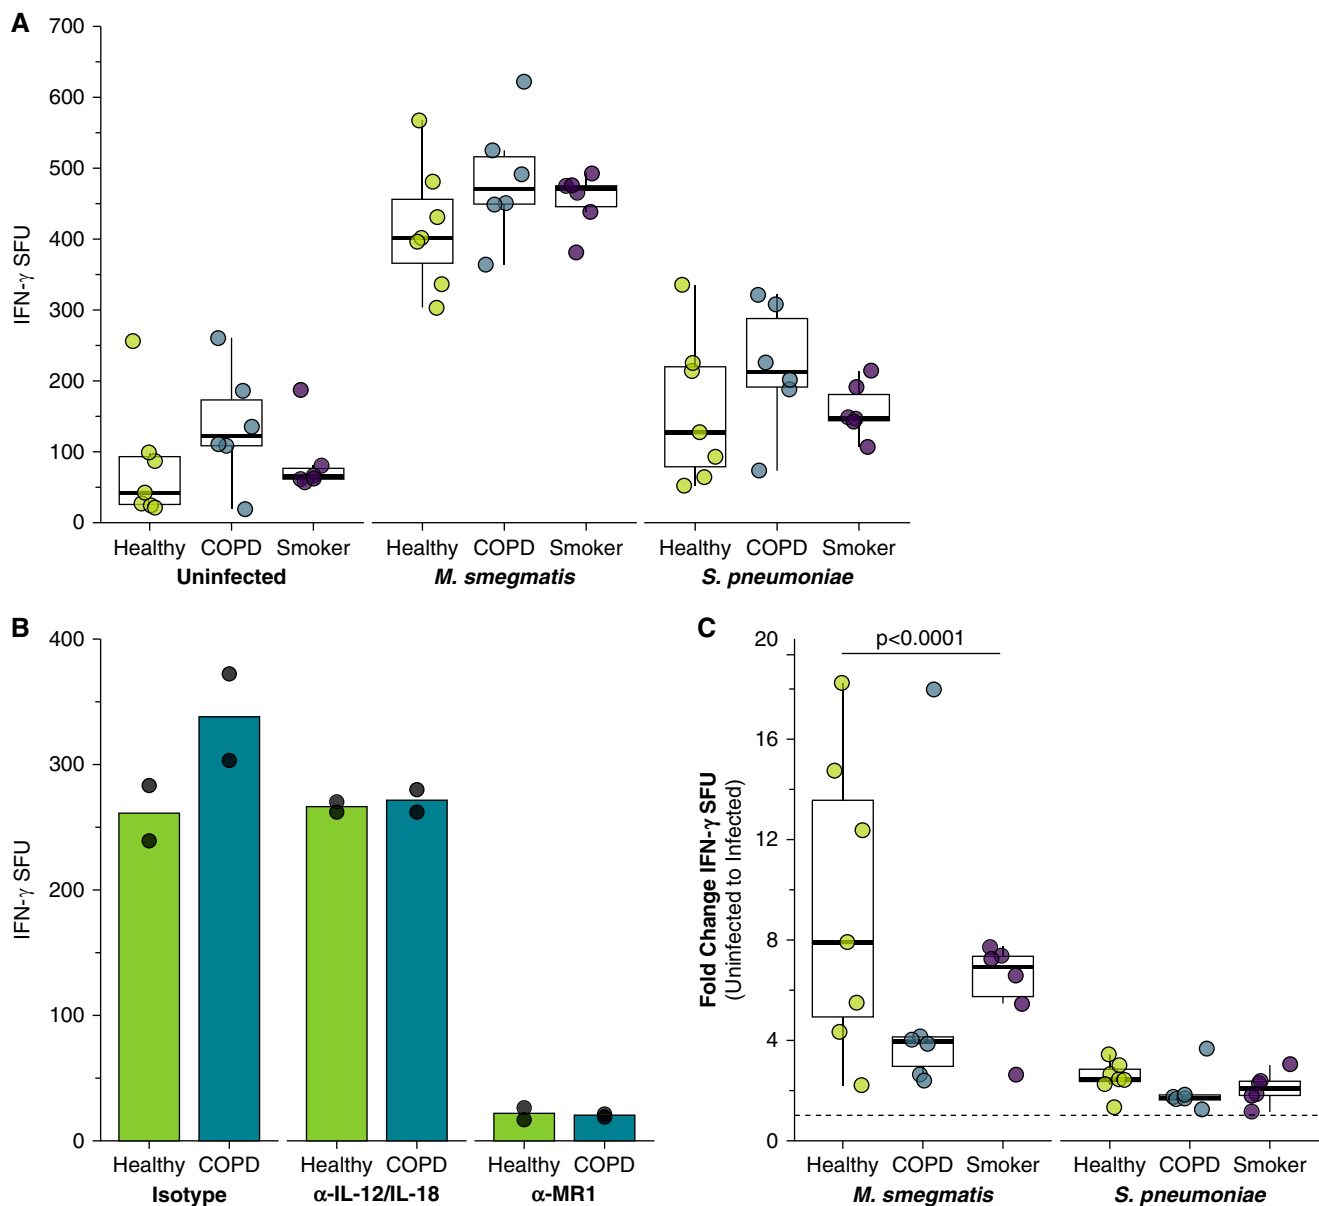 A
700
600
500
400
300
200
100
0
IFN-γ SFU
Healthy COPD Smoker Healthy COPD Smoker Healthy COPD Smoker
Uninfected M. smegmatis S. pneumoniae
B
400
300
200
100
0
IFN-γ SFU
Healthy COPD Healthy COPD Healthy COPD
Isotype α-IL-12/IL-18 α-MR1
C
p<0.0001
20
16
12
8
4
0
Fold Change IFN-γ SFU
(Uninfected to Infected)
Healthy COPD Smoker Healthy COPD Smoker
M. smegmatis S. pneumoniae